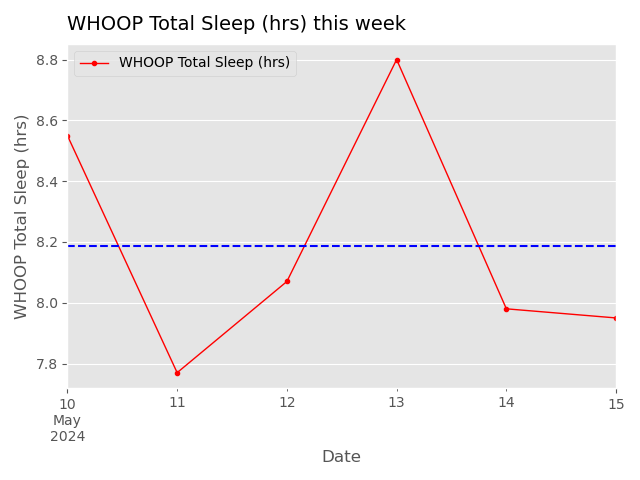 WHOOP Total Sleep (hrs) this week
WHOOP Total Sleep (hrs)
WHOOP Total Sleep (hrs)
8.8
8.6
8.4
8.2
8.0
7.8
10 11 12 13 14 15
May
2024
Date